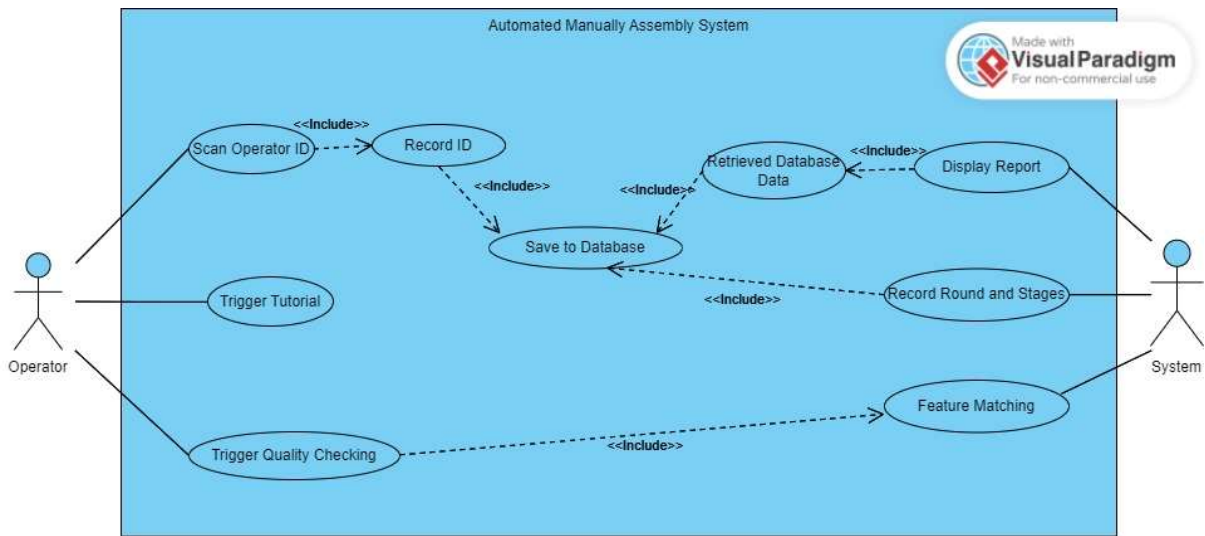 Automated Manually Assembly System
Made with
VisualParadigm
For non-commercial use
<<Include>>
Scan Operator ID
Record ID
<<Include>>
Retrieved Database
Data
<<Include>>
Display Report
<<Include>>
<<Include>>
Save to Database
Trigger Tutorial
<<Include>>
Record Round and Stages
Operator
System
Feature Matching
Trigger Quality Checking
<<Include>>